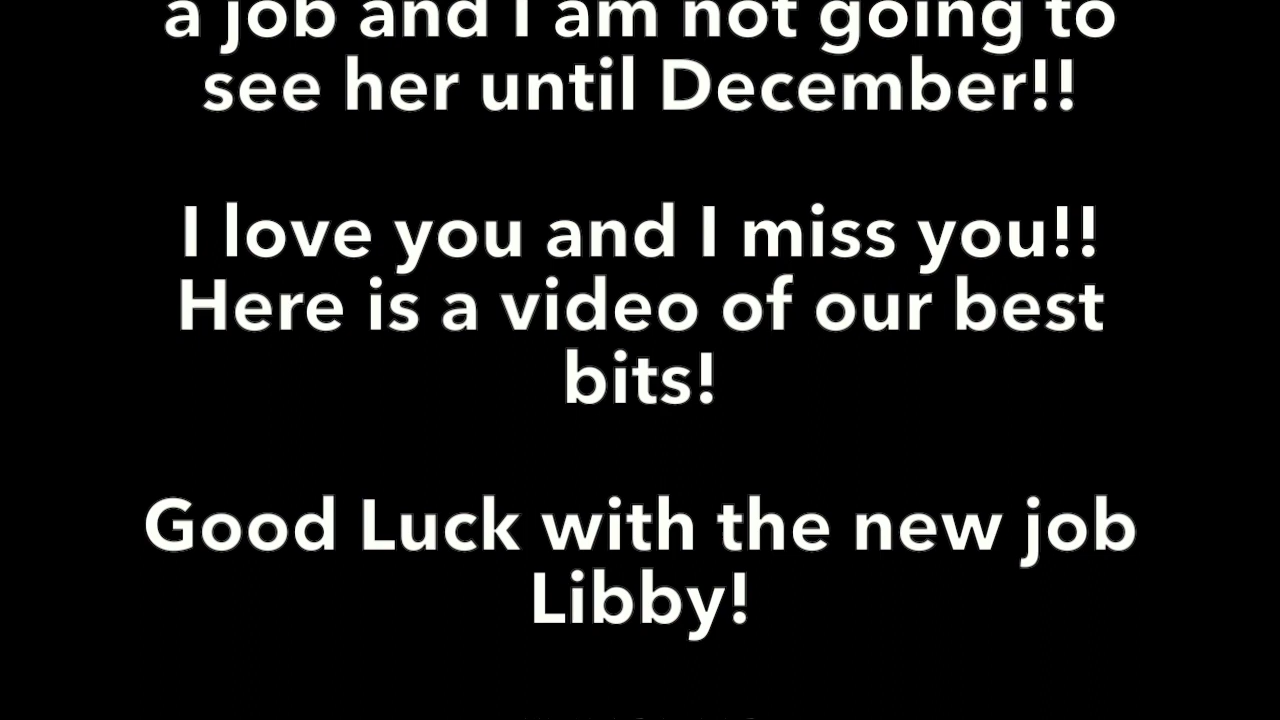 a job and I am not going to
see her until December!!
I love you and I miss you!!
Here is a video of our best
bits!
Good Luck with the new job
Libby!